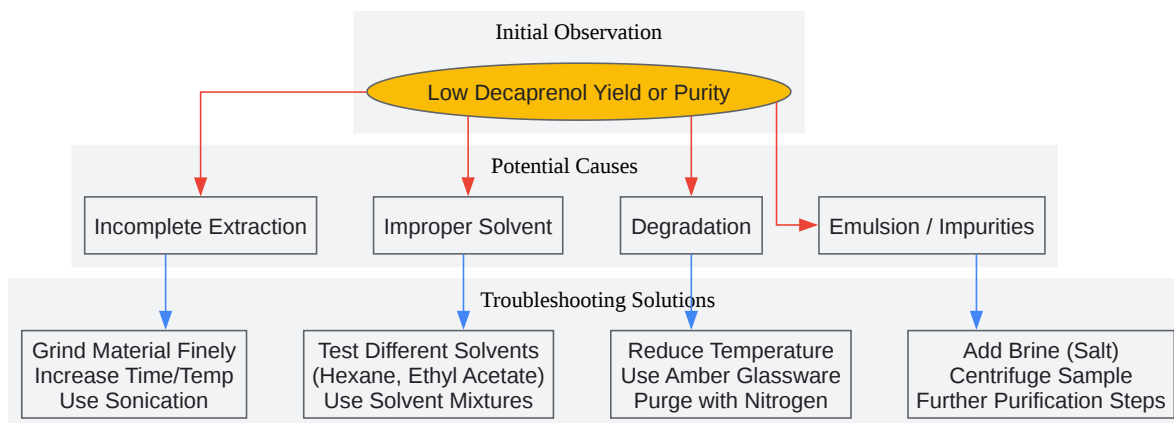 Initial Observation
Low Decaprenol Yield or Purity
Potential Causes
Incomplete Extraction
Improper Solvent
Degradation
Emulsion / Impurities
Troubleshooting Solutions
Grind Material Finely
Increase Time/Temp
Use Sonication
Test Different Solvents
(Hexane, Ethyl Acetate)
Use Solvent Mixtures
Reduce Temperature
Use Amber Glassware
Purge with Nitrogen
Add Brine (Salt)
Centrifuge Sample
Further Purification Steps